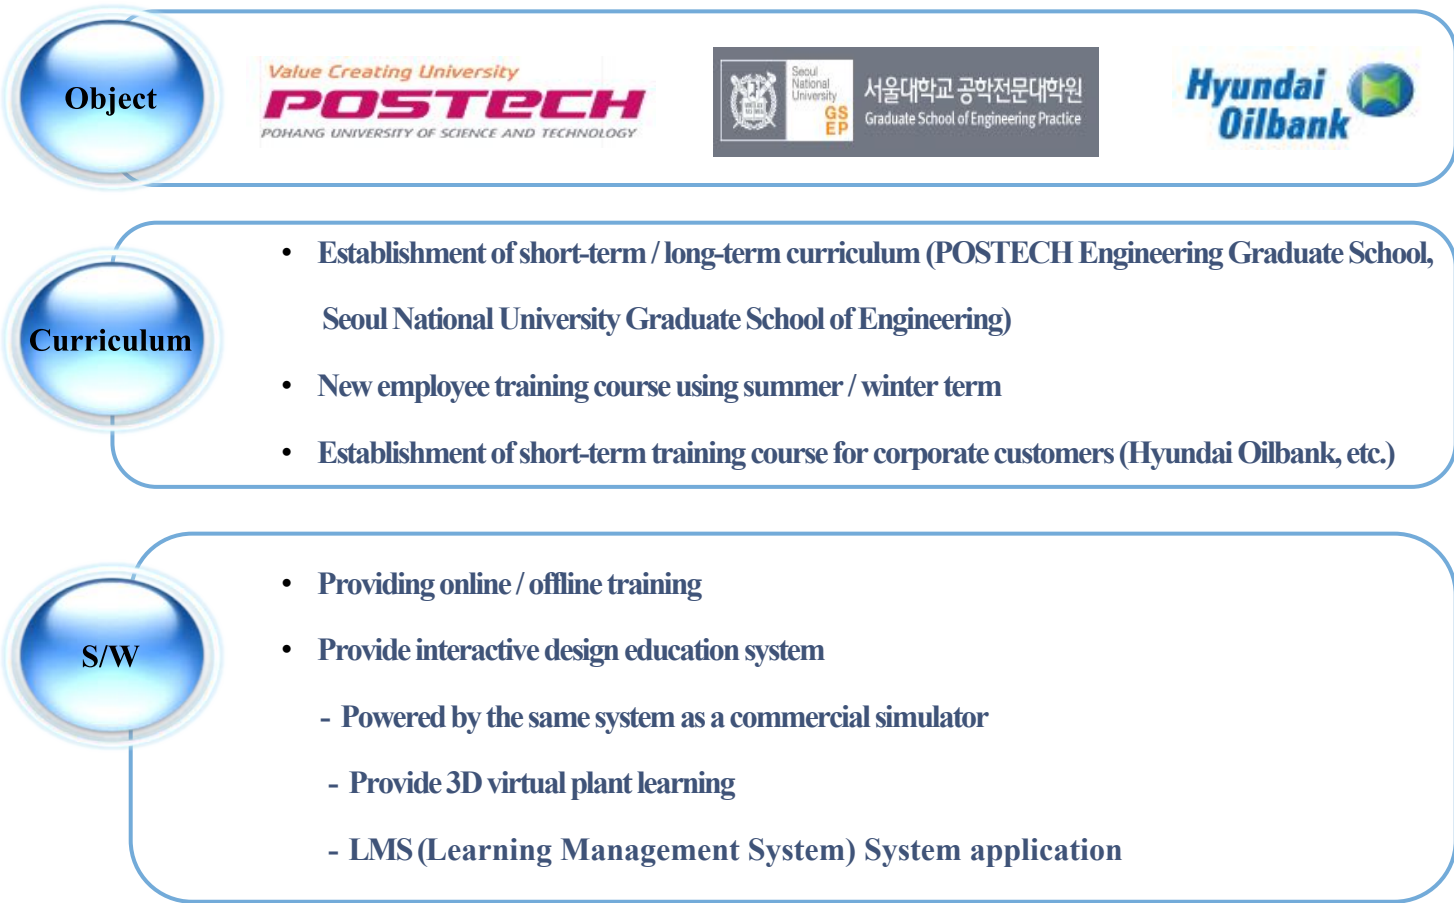 Object
Value Creating University
POSTECH
POHANG UNIVERSITY OF SCIENCE AND TECHNOLOGY
Seoul
National
University
GS
EP
서울대학교 공학전문대학원
Graduate School of Engineering Practice
Hyundai
Oilbank
Curriculum
• Establishment of short-term / long-term curriculum (POSTECH Engineering Graduate School,
Seoul National University Graduate School of Engineering)
• New employee training course using summer / winter term
• Establishment of short-term training course for corporate customers (Hyundai Oilbank, etc.)
S/W
• Providing online / offline training
• Provide interactive design education system
- Powered by the same system as a commercial simulator
- Provide 3D virtual plant learning
- LMS (Learning Management System) System application